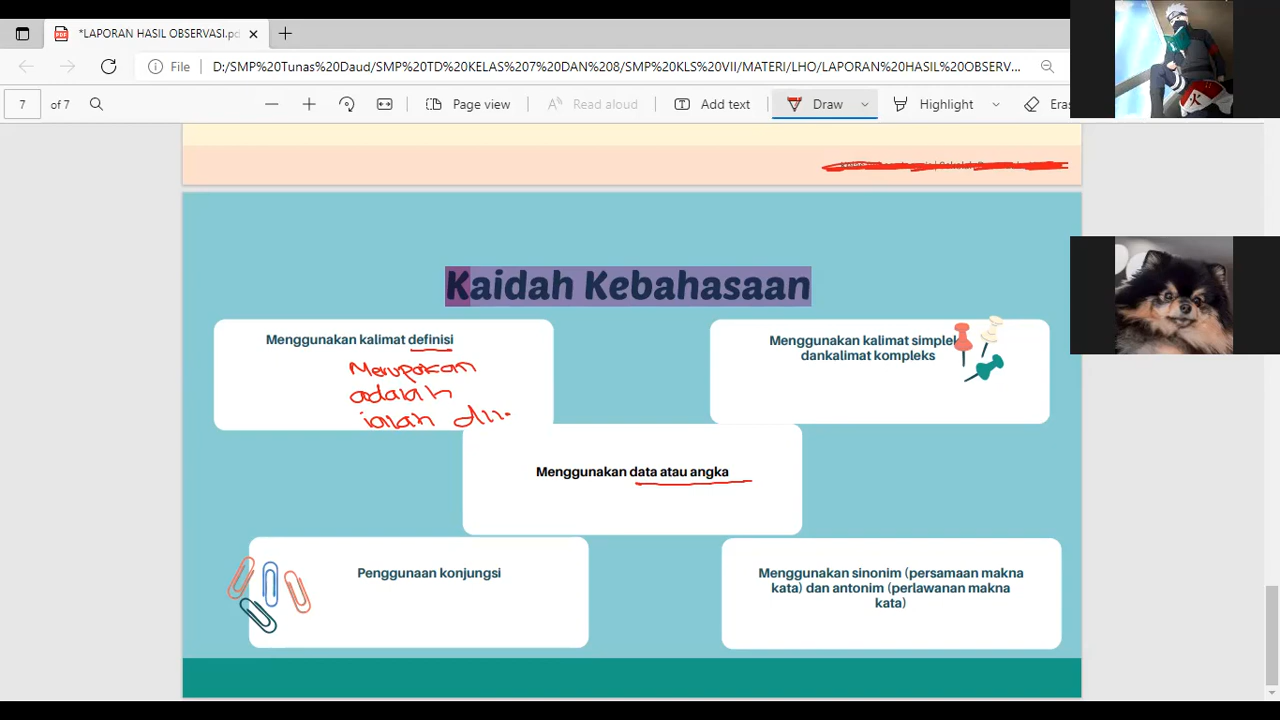 *LAPORAN HASIL OBSERVASI.pd
File
D:/SMP%20Tunas%20Daud/SMP%20TD%20KELAS%207%20DAN%208/SMP%20KLS%20VII/MATERI/LHO/LAPORAN%20HASIL%20OBSERV...
7 of 7
Page view
Read aloud
Add text
Draw
Highlight
Eras
Kaidah Kebahasaan
Menggunakan kalimat definisi
Merupakan
adalah
ialah dll.
Menggunakan kalimat simplek
dankalimat kompleks
Menggunakan data atau angka
Penggunaan konjungsi
Menggunakan sinonim (persamaan makna
kata) dan antonim (perlawanan makna
kata)